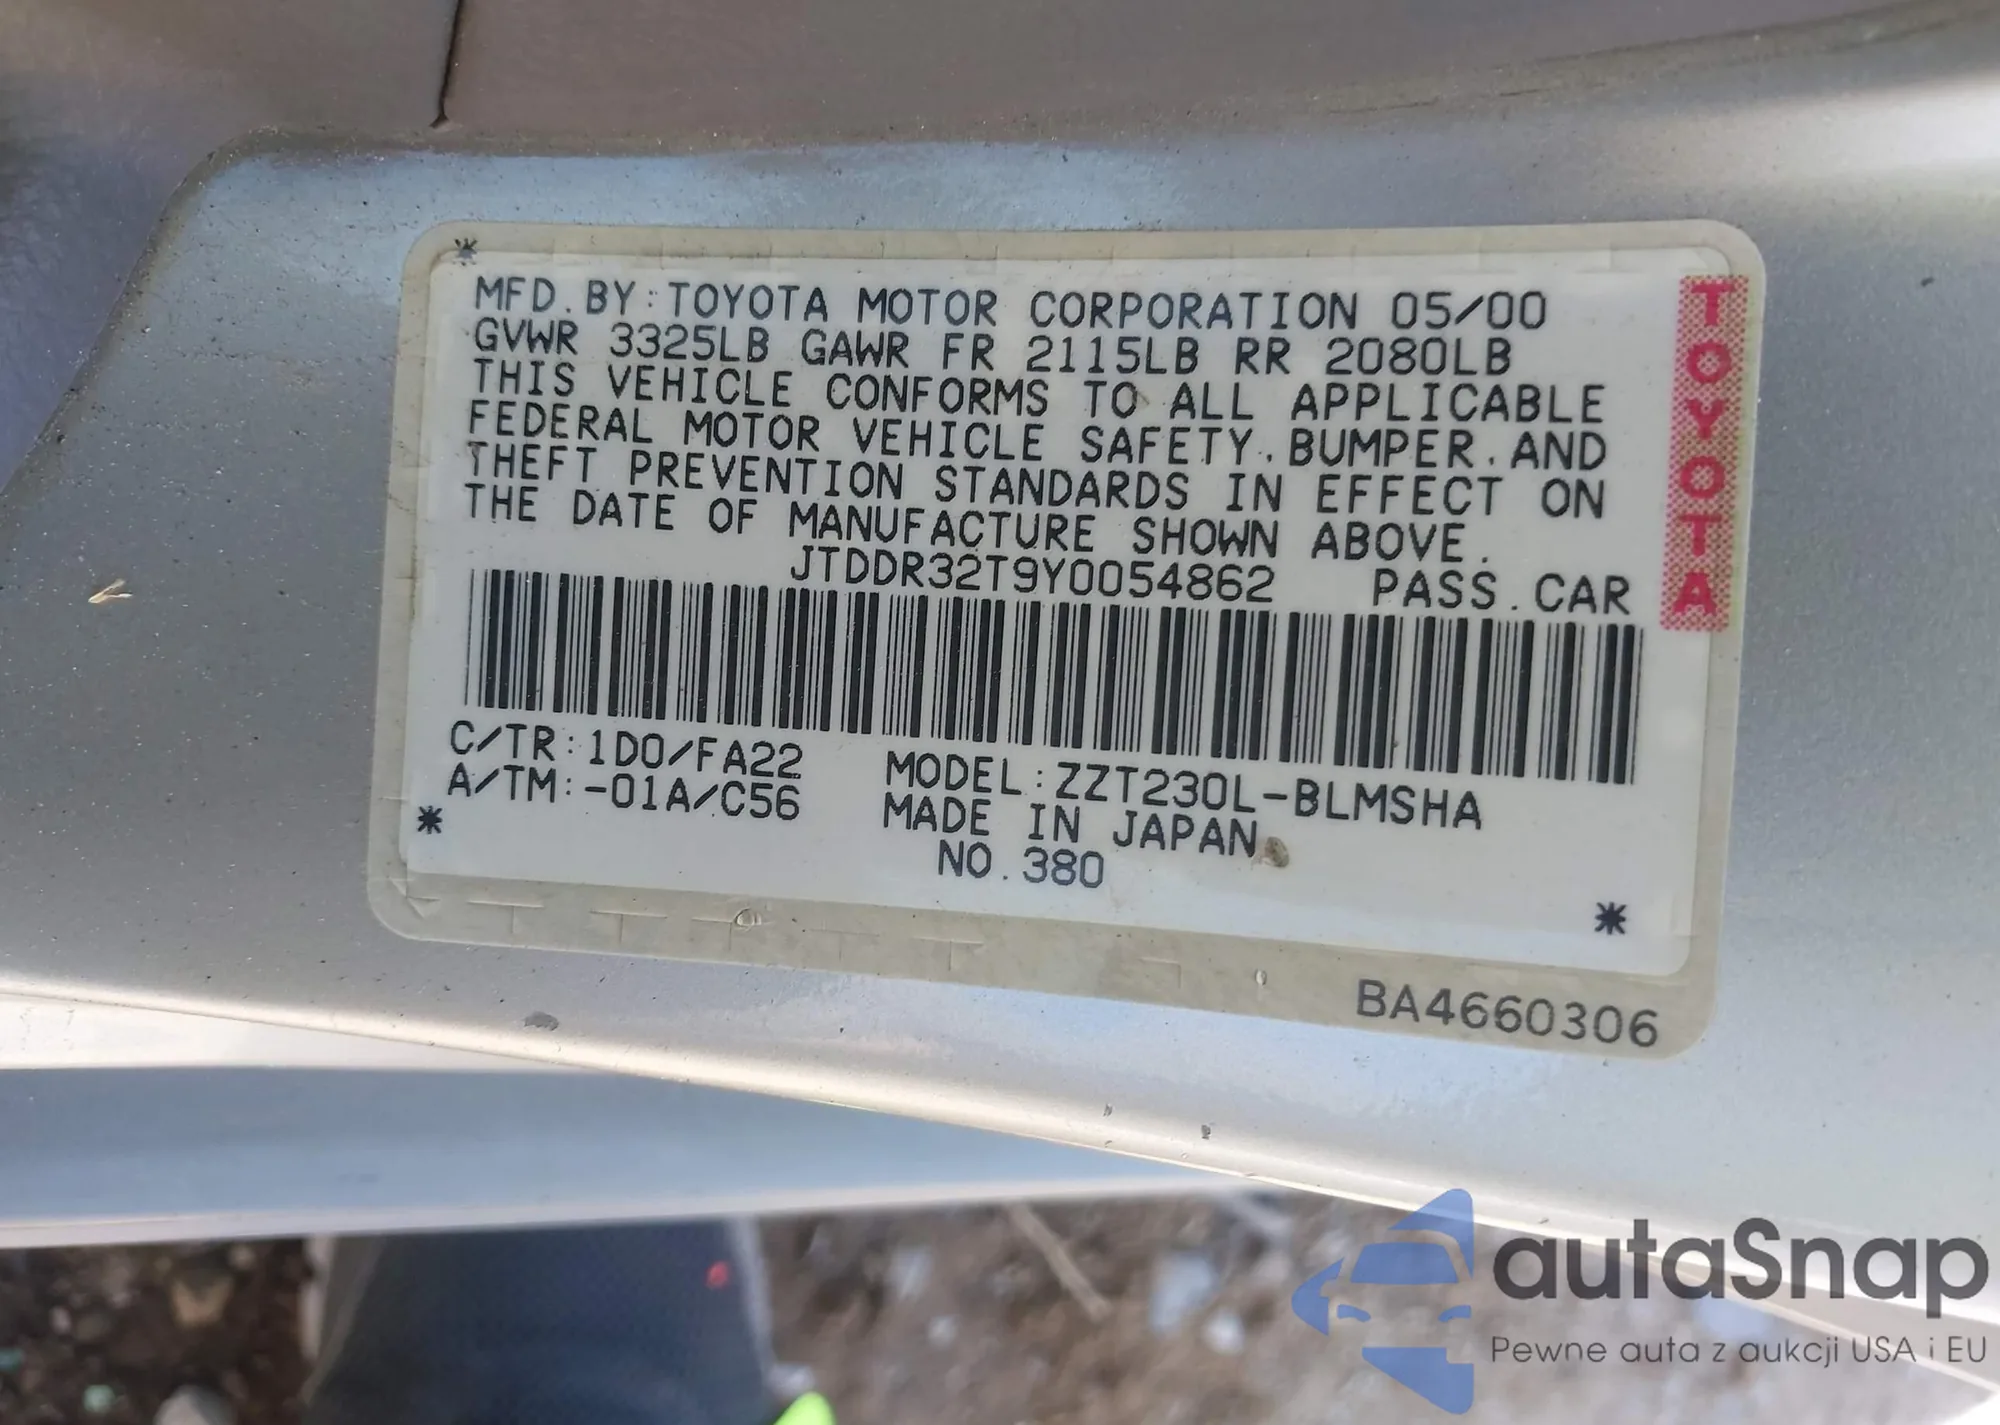 MFD. BY: TOYOTA MOTOR CORPORATION 05/00
GVWR 3325LB GAWR FR 2115LB RR 2080LB
THIS VEHICLE CONFORMS TO ALL APPLICABLE
FEDERAL MOTOR VEHICLE SAFETY, BUMPER, AND
THEFT PREVENTION STANDARDS IN EFFECT ON
THE DATE OF MANUFACTURE SHOWN ABOVE.
JTDDR32T9Y0054862 PASS. CAR
C/TR: 1D0/FA22
A/TM: -01A/C56
MODEL: ZZT230L-BLMSHA
MADE IN JAPAN
NO. 380
TOYOTA
BA4660306
autaSnap
Pewne auta z aukcji USA i EU